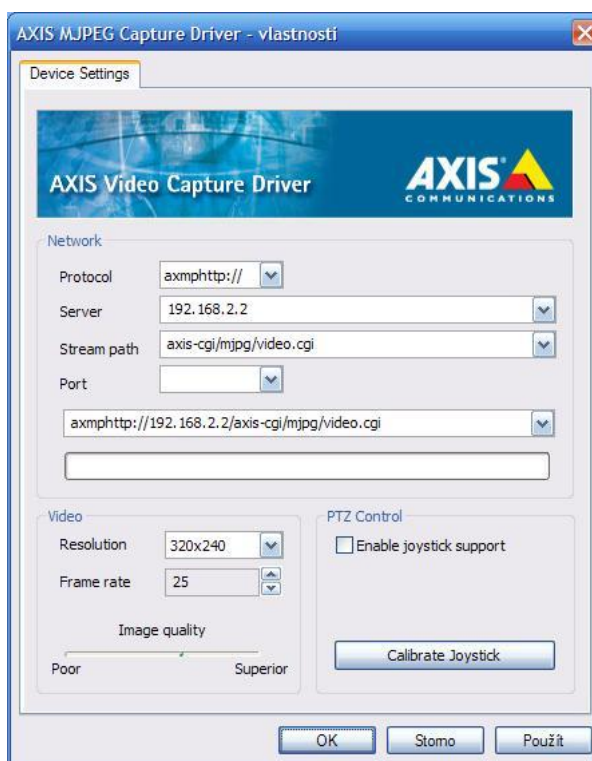 AXIS MJPEG Capture Driver - vlastnosti
Device Settings
AXIS Video Capture Driver
AXIS
COMMUNICATIONS
Network
Protocol axmphttp://
Server 192.168.2.2
Stream path axis-cgi/mjpg/video.cgi
Port
axmphttp://192.168.2.2/axis-cgi/mjpg/video.cgi
Video
Resolution 320x240
Frame rate 25
Image quality
Poor Superior
PTZ Control
Enable joystick support
Calibrate Joystick
OK Storno Použít